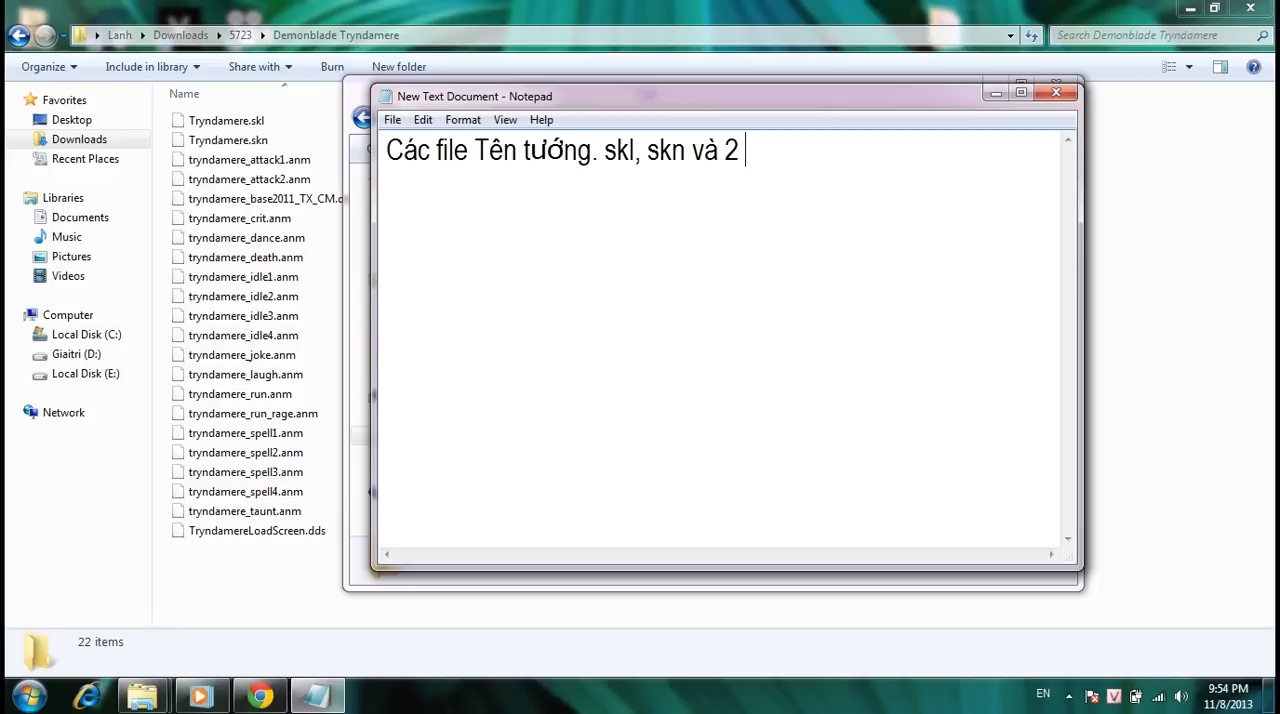 Lanh
Downloads
5723
Demonblade Tryndamere
Search Demonblade Tryndamere
Organize
Include in library
Share with
Burn
New folder
Favorites
Desktop
Downloads
Recent Places
Libraries
Documents
Music
Pictures
Videos
Computer
Local Disk (C:)
Giaitri (D:)
Local Disk (E:)
Network
Name
Tryndamere.skl
Tryndamere.skn
tryndamere_attack1.anm
tryndamere_attack2.anm
tryndamere_base2011_TX_CM.
tryndamere_crit.anm
tryndamere_dance.anm
tryndamere_death.anm
tryndamere_idle1.anm
tryndamere_idle2.anm
tryndamere_idle3.anm
tryndamere_idle4.anm
tryndamere_joke.anm
tryndamere_laugh.anm
tryndamere_run.anm
tryndamere_run_rage.anm
tryndamere_spell1.anm
tryndamere_spell2.anm
tryndamere_spell3.anm
tryndamere_spell4.anm
tryndamere_taunt.anm
TryndamereLoadScreen.dds
New Text Document - Notepad
File Edit Format View Help
Các file Tên tướng. skl, skn và 2
22 items
EN
9:54 PM
11/8/2013